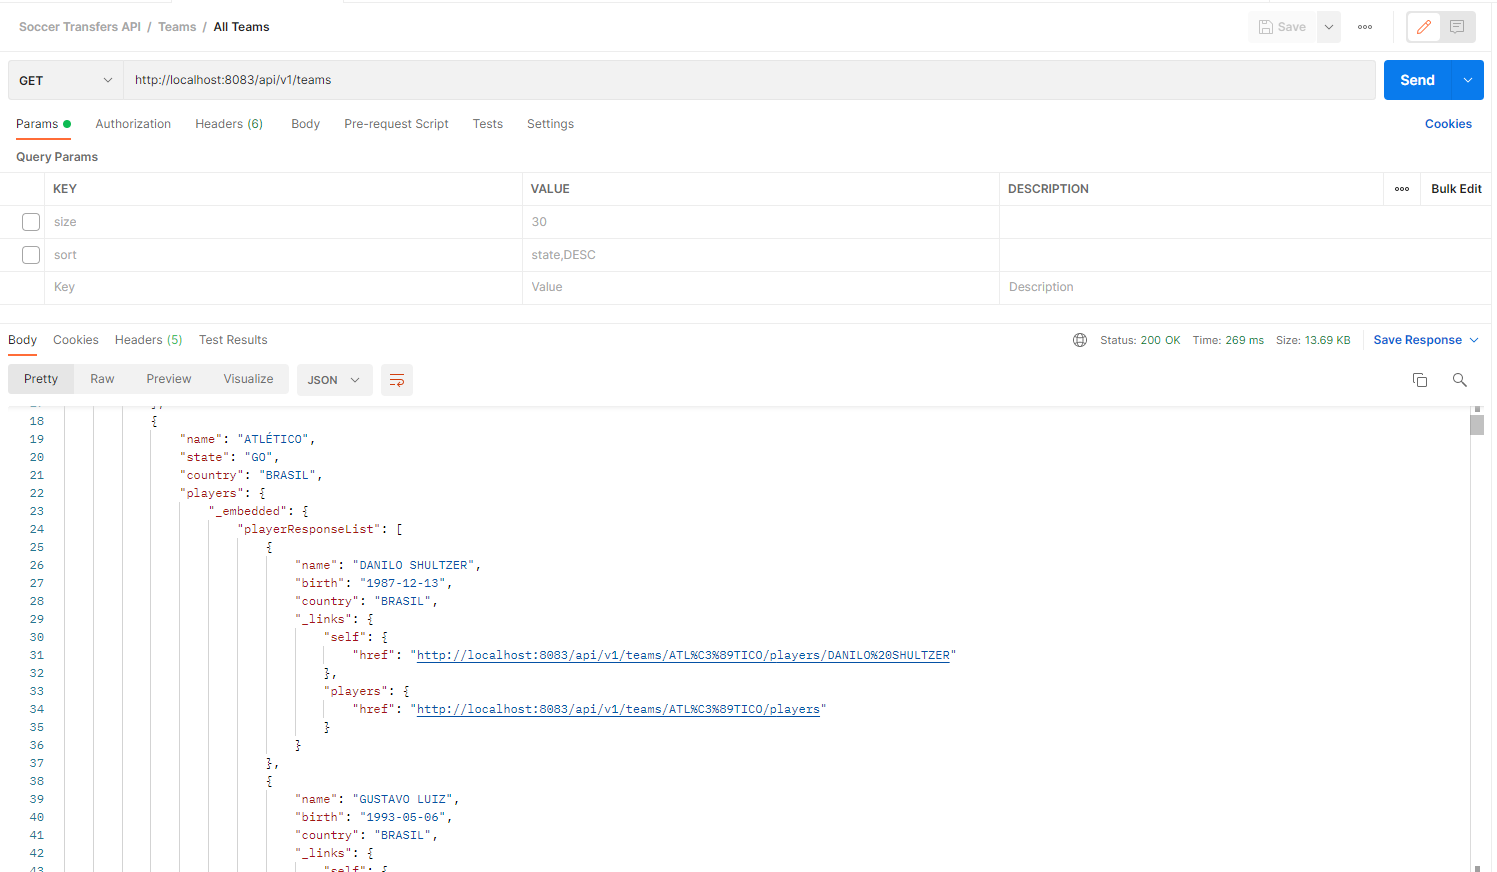 Soccer Transfers API / Teams / All Teams
Save
GET http://localhost:8083/api/v1/teams
Send
Params Authorization Headers (6) Body Pre-request Script Tests Settings
Cookies
Query Params
KEY VALUE DESCRIPTION Bulk Edit
size 30
sort state,DESC
Key Value Description
Body Cookies Headers (5) Test Results
Status: 200 OK Time: 269 ms Size: 13.69 KB Save Response
Pretty Raw Preview Visualize JSON
18 {
19 "name": "ATLÉTICO",
20 "state": "GO",
21 "country": "BRASIL",
22 "players": {
23 "_embedded": {
24 "playerResponseList": [
25 {
26 "name": "DANILO SHULTZER",
27 "birth": "1987-12-13",
28 "country": "BRASIL",
29 "_links": {
30 "self": {
31 "href": "http://localhost:8083/api/v1/teams/ATL%C3%89TICO/players/DANILO%20SHULTZER"
32 },
33 "players": {
34 "href": "http://localhost:8083/api/v1/teams/ATL%C3%89TICO/players"
35 }
36 }
37 },
38 {
39 "name": "GUSTAVO LUIZ",
40 "birth": "1993-05-06",
41 "country": "BRASIL",
42 "_links": {
43 "self": {